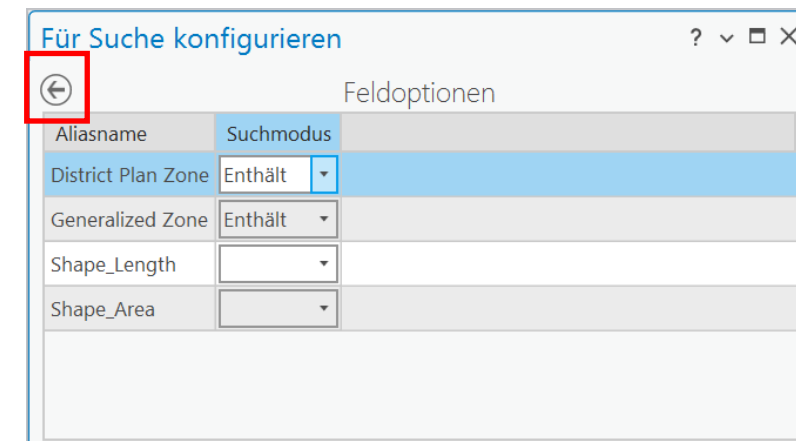 Für Suche konfigurieren ?
Feldoptionen
Aliasname Suchmodus
District Plan Zone Enthält
Generalized Zone Enthält
Shape_Length
Shape_Area